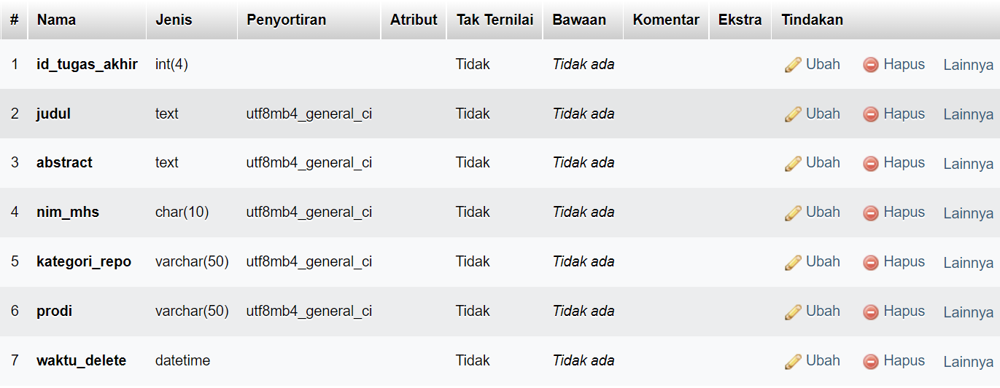 # Nama Jenis Penyortiran Atribut Tak Ternilai Bawaan Komentar Ekstra Tindakan
1 id_tugas_akhir int(4) Tidak Tidak ada Ubah Hapus Lainnya
2 judul text utf8mb4_general_ci Tidak Tidak ada Ubah Hapus Lainnya
3 abstract text utf8mb4_general_ci Tidak Tidak ada Ubah Hapus Lainnya
4 nim_mhs char(10) utf8mb4_general_ci Tidak Tidak ada Ubah Hapus Lainnya
5 kategori_repo varchar(50) utf8mb4_general_ci Tidak Tidak ada Ubah Hapus Lainnya
6 prodi varchar(50) utf8mb4_general_ci Tidak Tidak ada Ubah Hapus Lainnya
7 waktu_delete datetime Tidak Tidak ada Ubah Hapus Lainnya